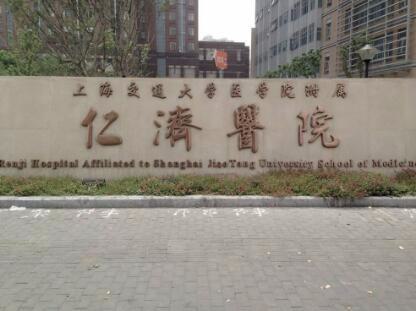 上海交通大学医学院附属
仁濟醫院
Renji Hospital Affiliated to Shanghai JiaoTong University School of Medicine